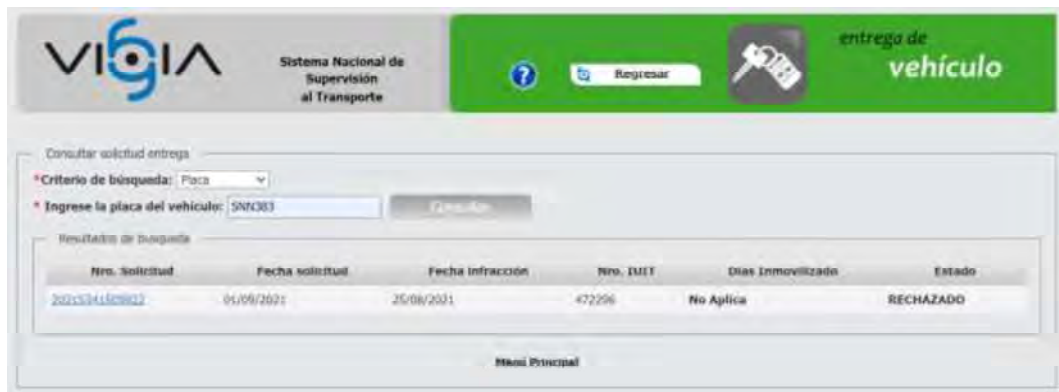 VIGIA
Sistema Nacional de
Supervisión
al Transporte
?
Regresar
entrega de
vehículo
Consultar solicitud entrega
*Criterio de búsqueda: Placa
* Ingrese la placa del vehículo: SNN383
Consultar
Resultados de busqueda
Nro. Solicitud Fecha solicitud Fecha Infracción Nro. IUIT Dias Inmovilizado Estado
01/09/2021 25/08/2021 472296 No Aplica RECHAZADO
Menú Principal